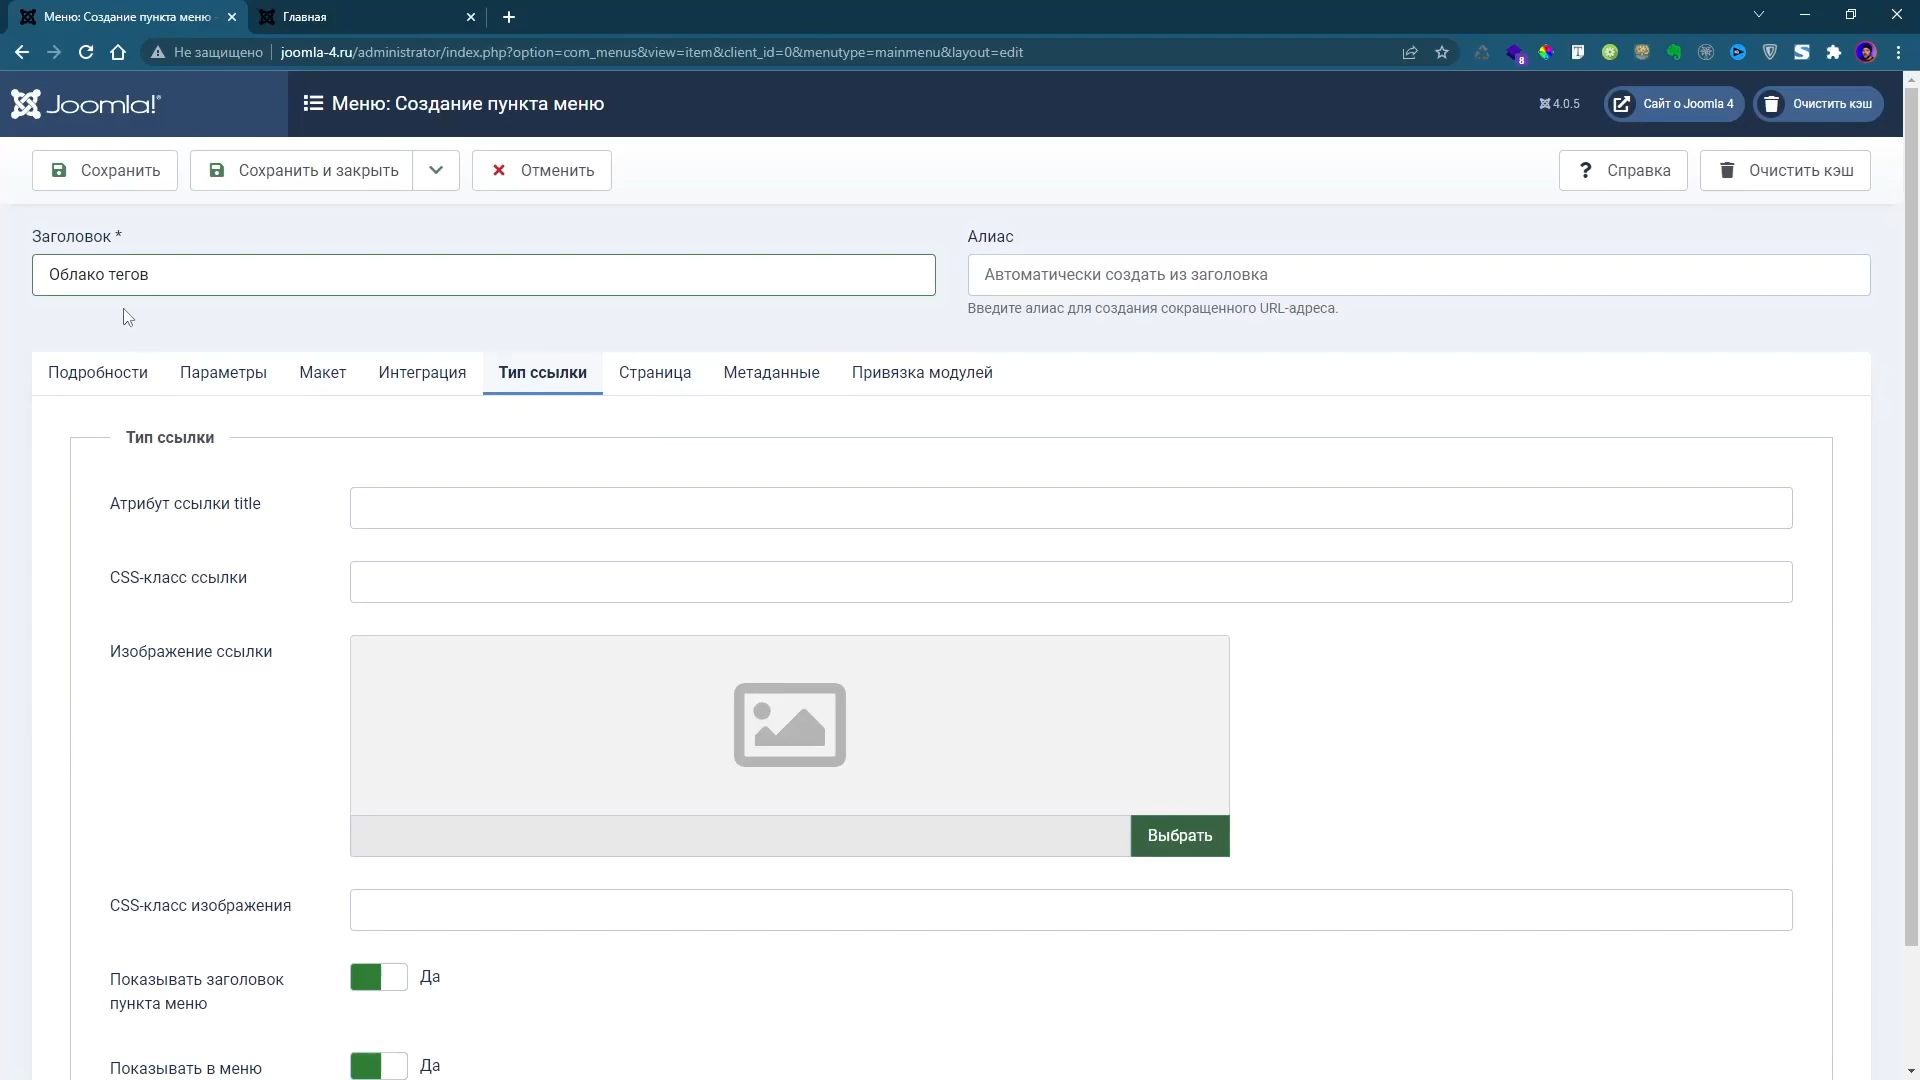 Меню: Создание пункта меню
Главная
Не защищено
joomla-4.ru/administrator/index.php?option=com_menus&view=item&client_id=0&menutype=mainmenu&layout=edit
8
Joomla!
Меню: Создание пункта меню
4.0.5
Сайт о Joomla 4
Очистить кэш
Сохранить
Сохранить и закрыть
Отменить
? Справка
Очистить кэш
Заголовок *
Алиас
Облако тегов
Автоматически создать из заголовка
Введите алиас для создания сокращенного URL-адреса.
Подробности
Параметры
Макет
Интеграция
Тип ссылки
Страница
Метаданные
Привязка модулей
Тип ссылки
Атрибут ссылки title
CSS-класс ссылки
Изображение ссылки
Выбрать
CSS-класс изображения
Показывать заголовок
пункта меню
Да
Показывать в меню
Да